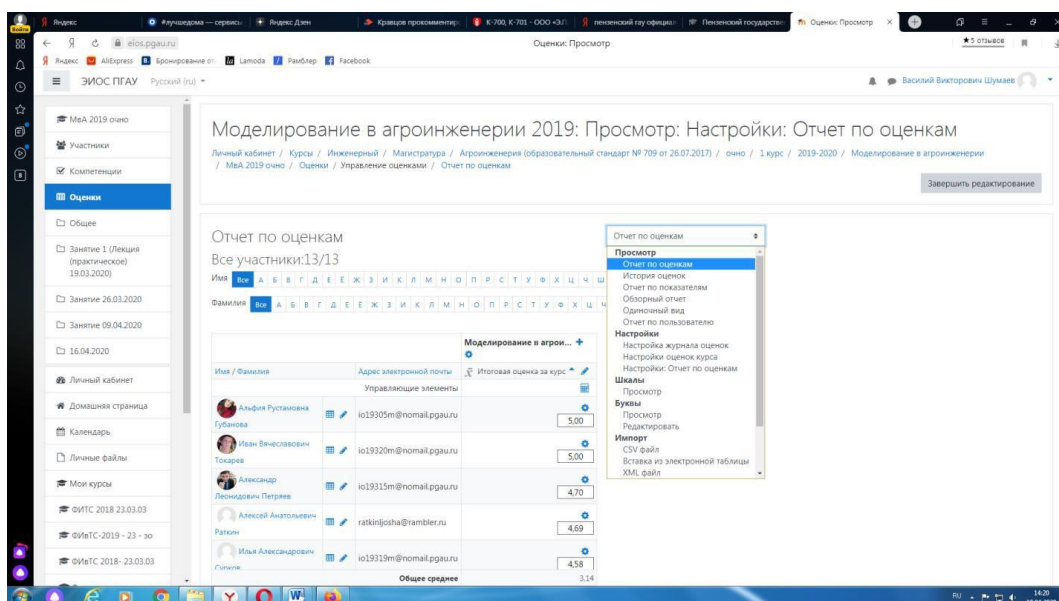 Яндекс
#лучшедома — сервисы
Яндекс Дзен
Кравцов прокомментир
К-700, К-701 - ООО «З.П.
пензенский гау официал
Пензенский государстве
Оценки: Просмотр
Войти
eios.pgau.ru
Оценки: Просмотр
★ 5 отзывов
Яндекс
AliExpress
Бронирование от
Lamoda
Рамблер
Facebook
ЭИОС ПГАУ Русский (ru)
Василий Викторович Шумаев
МвА 2019 очно
Участники
Компетенции
Оценки
Общее
Занятие 1 (Лекция
(практическое)
19.03.2020)
Занятие 26.03.2020
Занятие 09.04.2020
16.04.2020
Личный кабинет
Домашняя страница
Календарь
Личные файлы
Мои курсы
ФИТС 2018 23.03.03
ФИвТС-2019 - 23 - зо
ФИвТС 2018- 23.03.03
Моделирование в агроинженерии 2019: Просмотр: Настройки: Отчет по оценкам
Личный кабинет / Курсы / Инженерный / Магистратура / Агроинженерия (образовательный стандарт № 709 от 26.07.2017) / очно / 1 курс / 2019-2020 / Моделирование в агроинженерии
/ МвА 2019 очно / Оценки / Управление оценками / Отчет по оценкам
Завершить редактирование
Отчет по оценкам
Все участники:13/13
Имя Все А Б В Г Д Е Ё Ж З И К Л М Н О П Р С Т У Ф Х Ц Ч Ш
Фамилия Все А Б В Г Д Е Ё Ж З И К Л М Н О П Р С Т У Ф Х Ц Ч
Отчет по оценкам
Просмотр
Отчет по оценкам
История оценок
Отчет по показателям
Обзорный отчет
Одиночный вид
Отчет по пользователю
Настройки
Настройка журнала оценок
Настройки оценок курса
Настройки: Отчет по оценкам
Шкалы
Просмотр
Буквы
Просмотр
Редактировать
Импорт
CSV файл
Вставка из электронной таблицы
XML файл
Моделирование в агрои...
Имя / Фамилия
Адрес электронной почты
Итоговая оценка за курс
Управляющие элементы
Альфия Рустамовна
Губанова
io19305m@nomail.pgau.ru
5,00
Иван Вячеславович
Токарев
io19320m@nomail.pgau.ru
5,00
Александр
Леонидович Петряев
io19315m@nomail.pgau.ru
4,70
Алексей Анатольевич
Раткин
ratkinljosha@rambler.ru
4,69
Илья Александрович
io19319m@nomail.pgau.ru
4,58
Общее среднее
3,14
RU
14:20